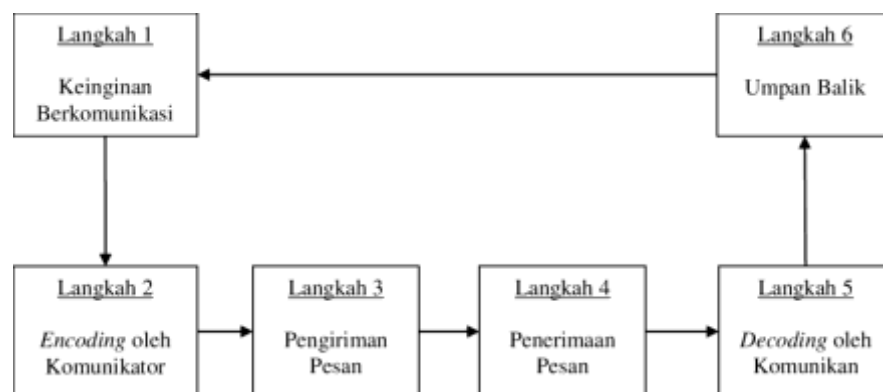 Langkah 1
Keinginan
Berkomunikasi
Langkah 6
Umpan Balik
Langkah 2
Encoding oleh
Komunikator
Langkah 3
Pengiriman
Pesan
Langkah 4
Penerimaan
Pesan
Langkah 5
Decoding oleh
Komunikan